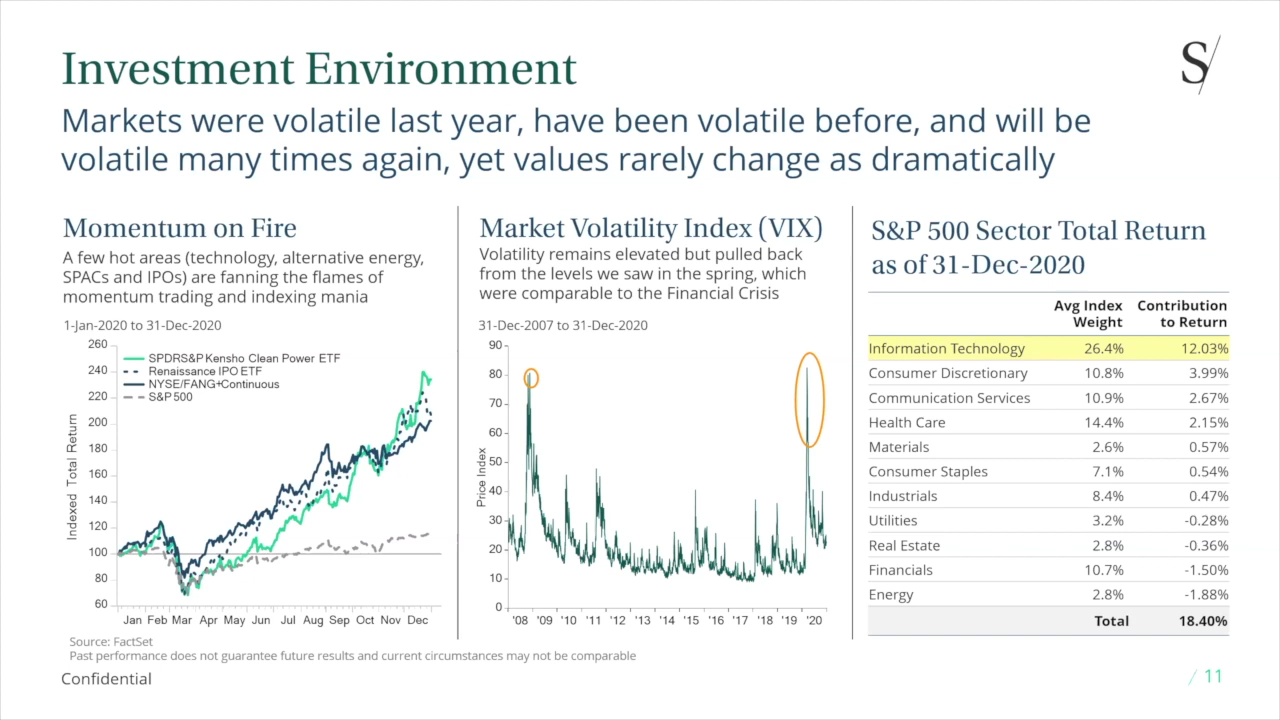 Investment Environment
S/
Markets were volatile last year, have been volatile before, and will be
volatile many times again, yet values rarely change as dramatically
Momentum on Fire
A few hot areas (technology, alternative energy,
SPACs and IPOs) are fanning the flames of
momentum trading and indexing mania
1-Jan-2020 to 31-Dec-2020
Indexed Total Return
260
240
220
200
180
160
140
120
100
80
60
SPDRS&P Kensho Clean Power ETF
Renaissance IPO ETF
NYSE/FANG+Continuous
S&P 500
Jan Feb Mar Apr May Jun Jul Aug Sep Oct Nov Dec
Market Volatility Index (VIX)
Volatility remains elevated but pulled back
from the levels we saw in the spring, which
were comparable to the Financial Crisis
31-Dec-2007 to 31-Dec-2020
Price Index
90
80
70
60
50
40
30
20
10
0
'08 '09 '10 '11 '12 '13 '14 '15 '16 '17 '18 '19 '20
S&P 500 Sector Total Return
as of 31-Dec-2020
Avg Index Weight Contribution to Return
Information Technology 26.4% 12.03%
Consumer Discretionary 10.8% 3.99%
Communication Services 10.9% 2.67%
Health Care 14.4% 2.15%
Materials 2.6% 0.57%
Consumer Staples 7.1% 0.54%
Industrials 8.4% 0.47%
Utilities 3.2% -0.28%
Real Estate 2.8% -0.36%
Financials 10.7% -1.50%
Energy 2.8% -1.88%
Total 18.40%
Source: FactSet
Past performance does not guarantee future results and current circumstances may not be comparable
Confidential
/ 11